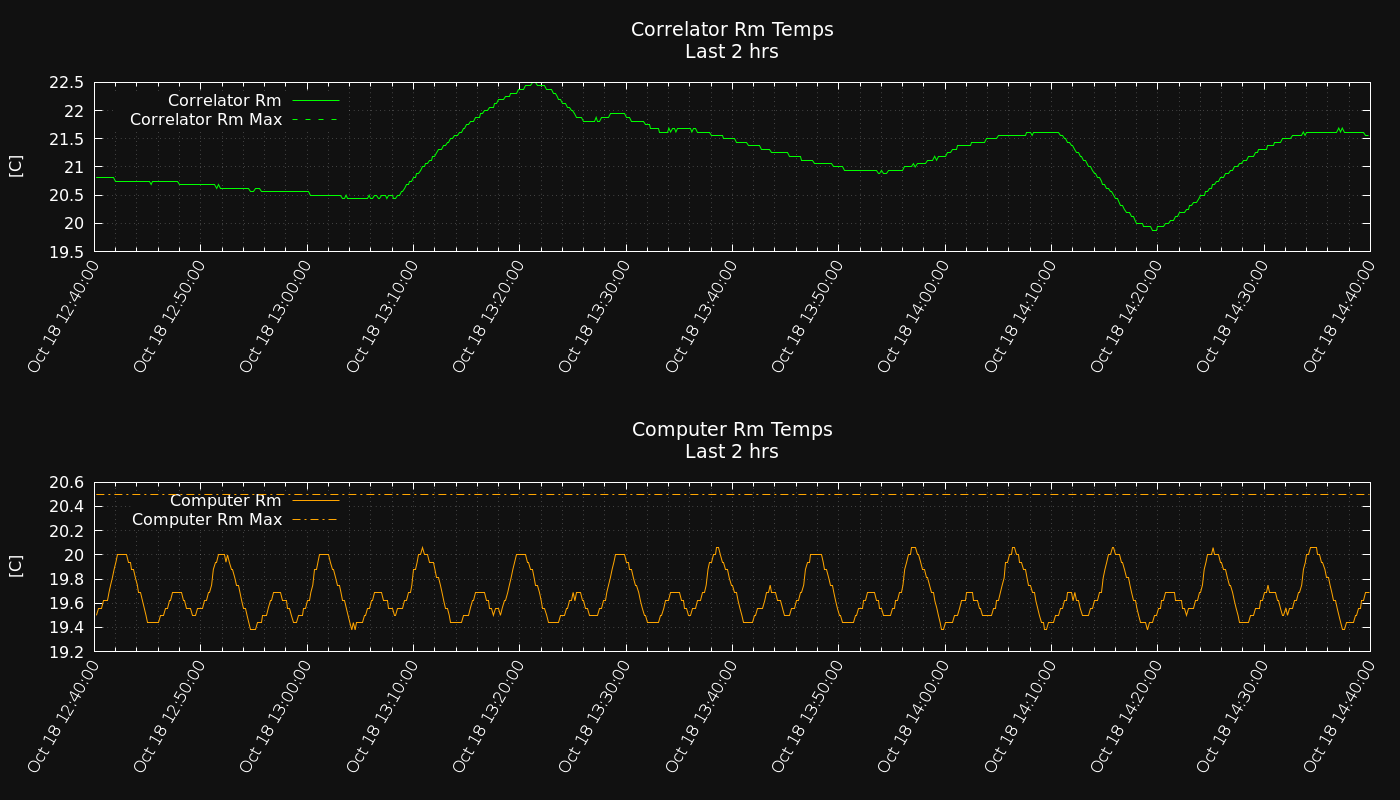 Correlator Rm Temps
Last 2 hrs
[C]
22.5
22
21.5
21
20.5
20
19.5
Correlator Rm
Correlator Rm Max
Oct 18 12:40:00
Oct 18 12:50:00
Oct 18 13:00:00
Oct 18 13:10:00
Oct 18 13:20:00
Oct 18 13:30:00
Oct 18 13:40:00
Oct 18 13:50:00
Oct 18 14:00:00
Oct 18 14:10:00
Oct 18 14:20:00
Oct 18 14:30:00
Oct 18 14:40:00
Computer Rm Temps
Last 2 hrs
[C]
20.6
20.4
20.2
20
19.8
19.6
19.4
19.2
Computer Rm
Computer Rm Max
Oct 18 12:40:00
Oct 18 12:50:00
Oct 18 13:00:00
Oct 18 13:10:00
Oct 18 13:20:00
Oct 18 13:30:00
Oct 18 13:40:00
Oct 18 13:50:00
Oct 18 14:00:00
Oct 18 14:10:00
Oct 18 14:20:00
Oct 18 14:30:00
Oct 18 14:40:00